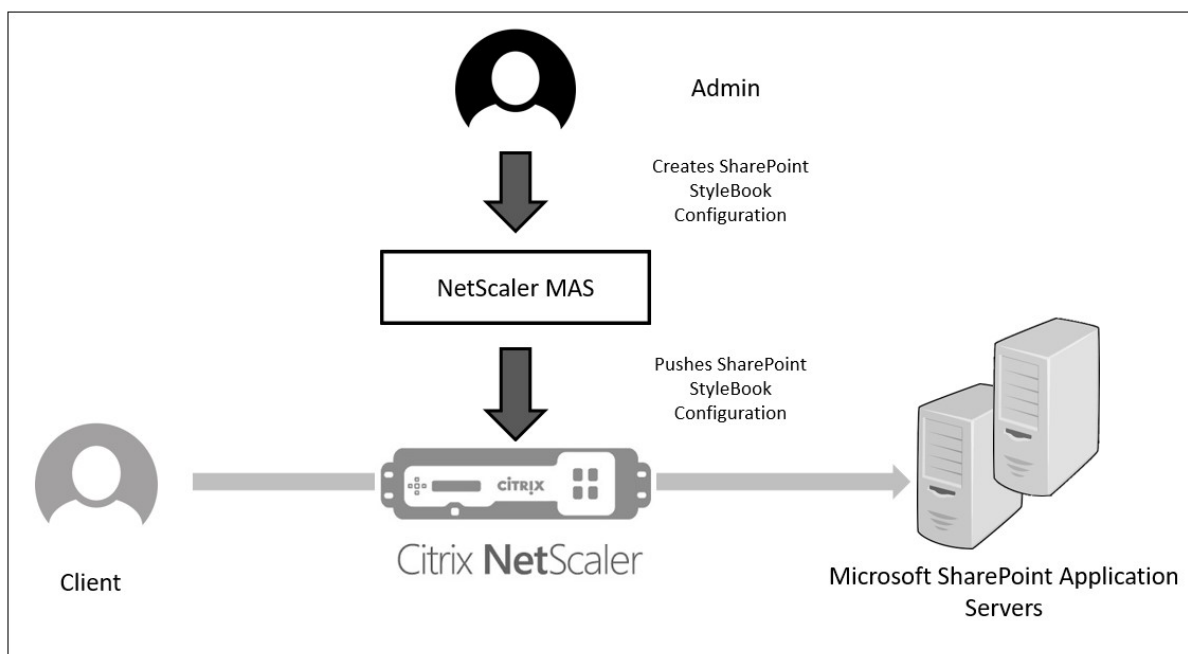 Admin
Creates SharePoint
StyleBook
Configuration
NetScaler MAS
Pushes SharePoint
StyleBook
Configuration
CITRIX
Citrix NetScaler
Client
Microsoft SharePoint Application
Servers